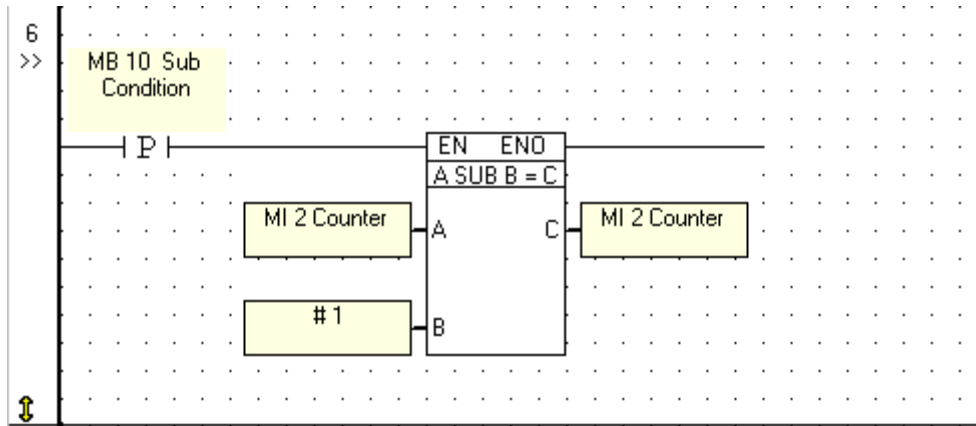 6
>>
MB 10 Sub
Condition
P
EN ENO
A SUB B = C
MI 2 Counter
A
C
MI 2 Counter
# 1
B